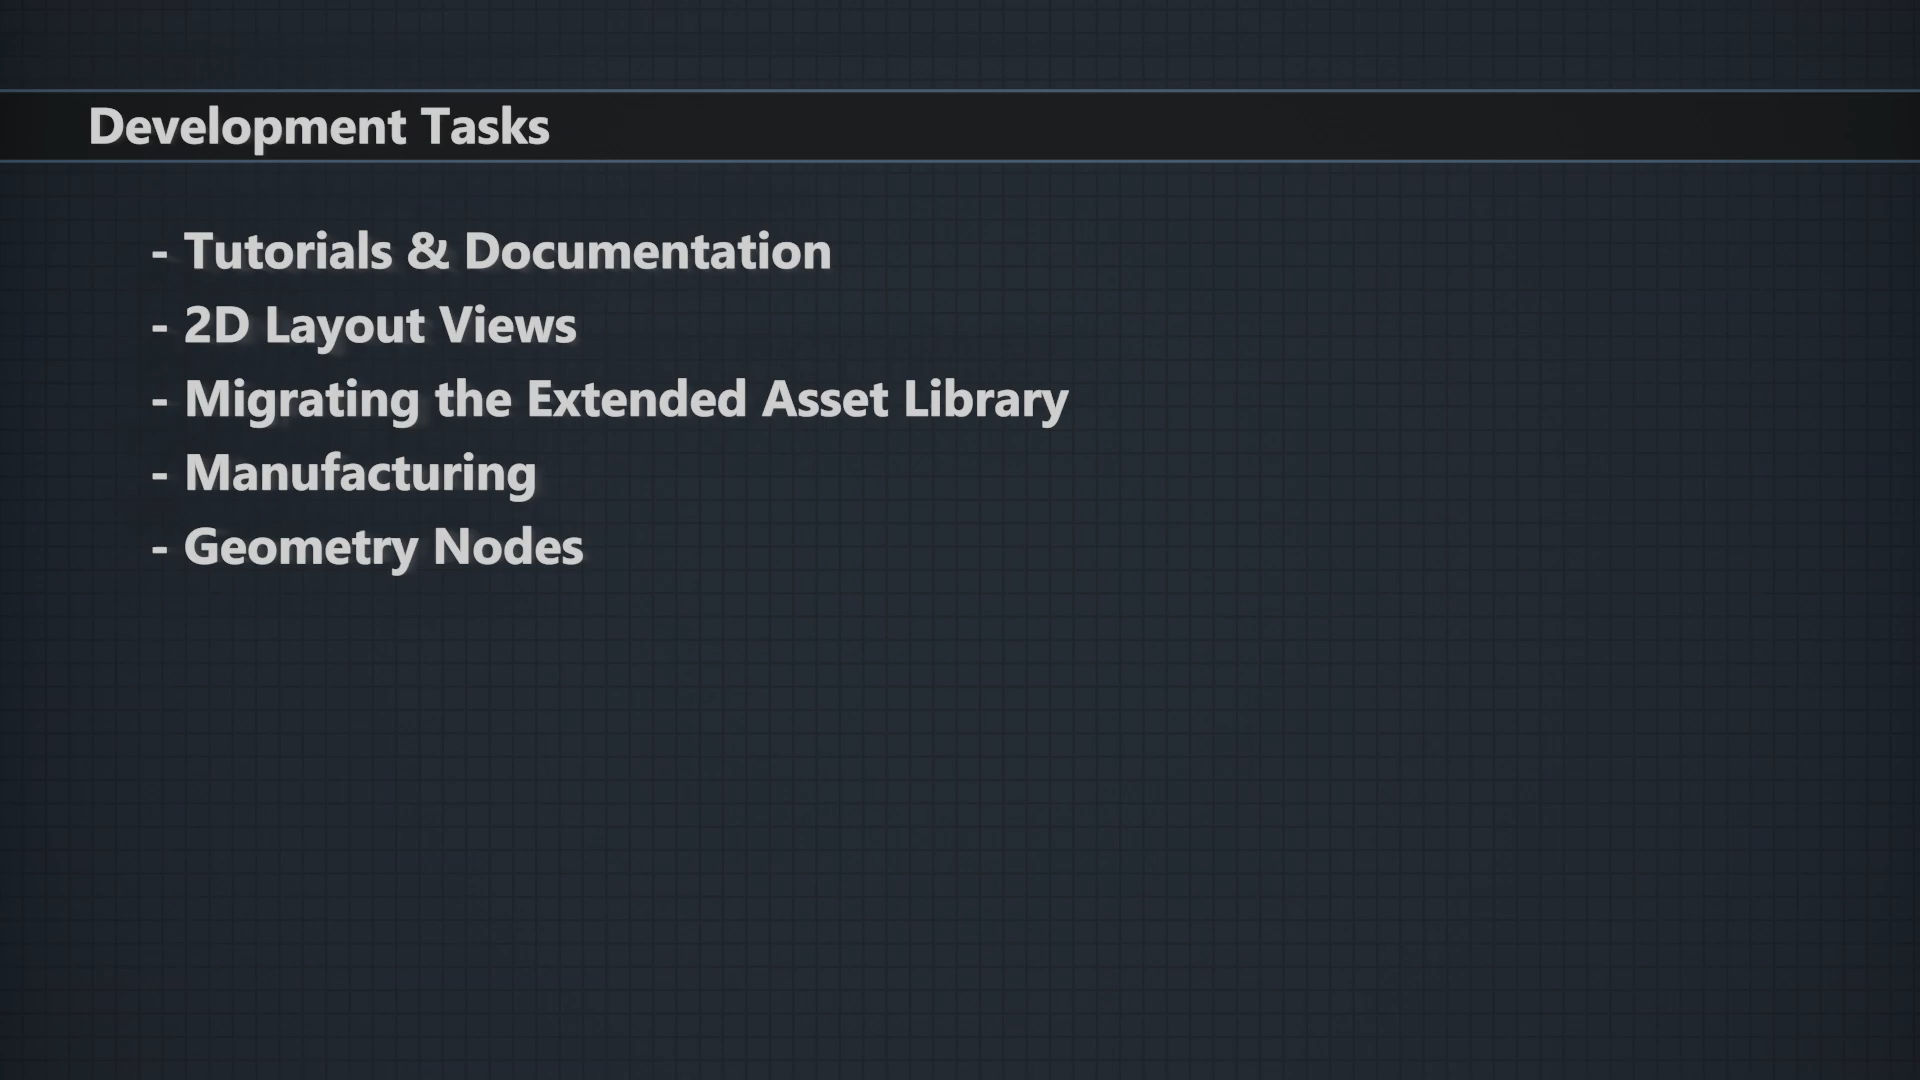 Development Tasks
- Tutorials & Documentation
- 2D Layout Views
- Migrating the Extended Asset Library
- Manufacturing
- Geometry Nodes